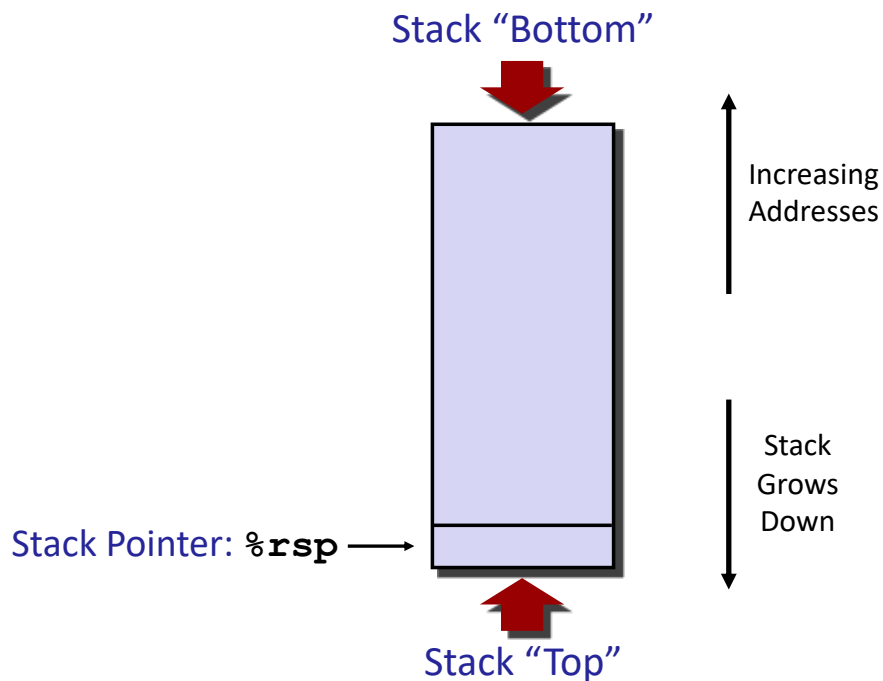 Stack “Bottom”
Increasing
Addresses
Stack
Grows
Down
Stack Pointer: %rsp
Stack “Top”